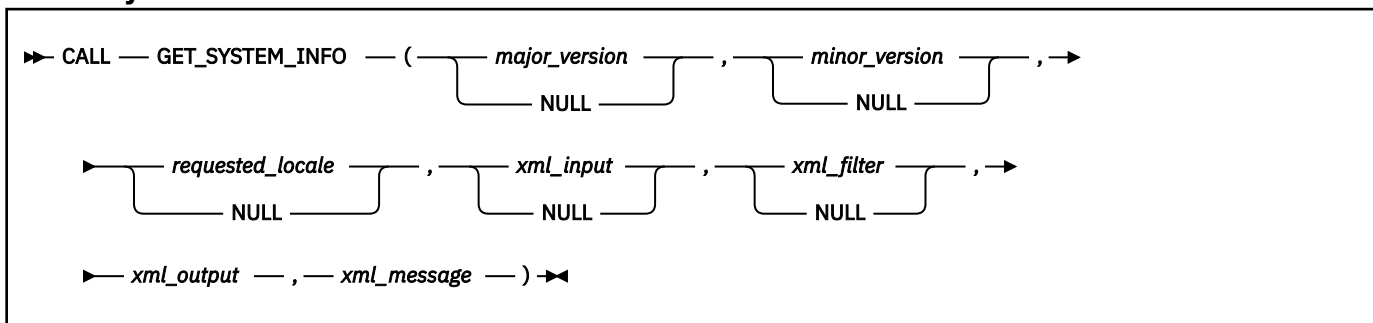 CALL GET_SYSTEM_INFO ( major_version , minor_version ,
NULL NULL
requested_locale , xml_input , xml_filter ,
NULL NULL NULL
xml_output , xml_message )